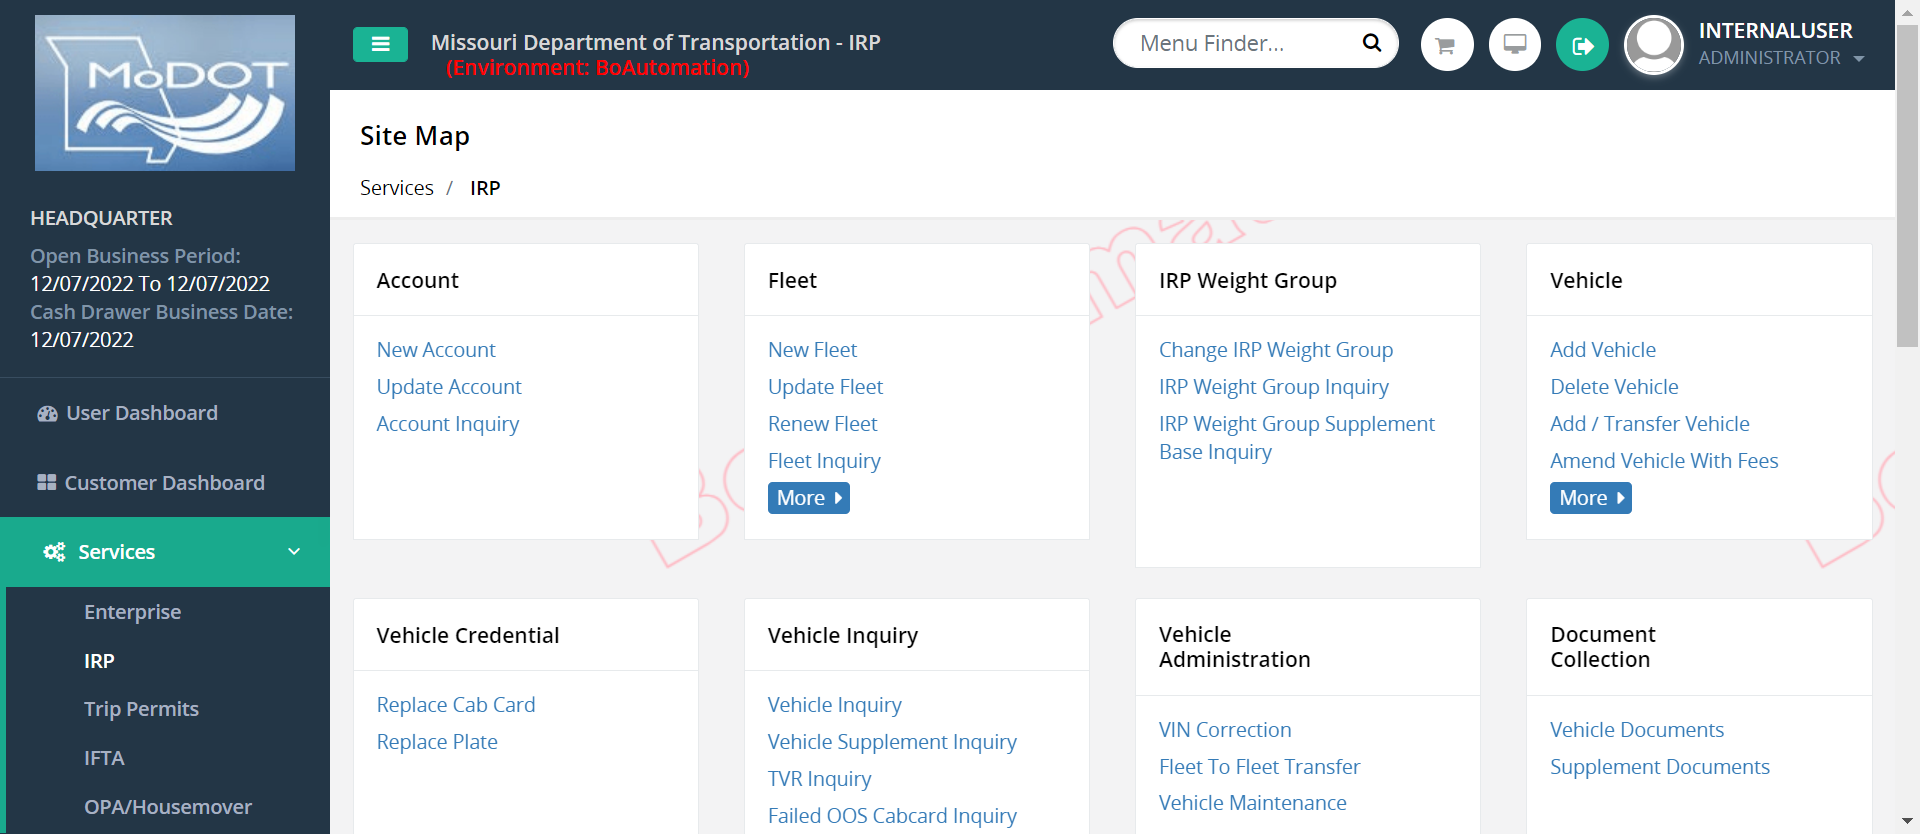 MoDOT
Missouri Department of Transportation - IRP
(Environment: BoAutomation)
Menu Finder...
INTERNALUSER
ADMINISTRATOR
HEADQUARTER
Open Business Period:
12/07/2022 To 12/07/2022
Cash Drawer Business Date:
12/07/2022
User Dashboard
Customer Dashboard
Services
Enterprise
IRP
Trip Permits
IFTA
OPA/Housemover
Site Map
Services / IRP
Account
New Account
Update Account
Account Inquiry
Fleet
New Fleet
Update Fleet
Renew Fleet
Fleet Inquiry
More
IRP Weight Group
Change IRP Weight Group
IRP Weight Group Inquiry
IRP Weight Group Supplement
Base Inquiry
Vehicle
Add Vehicle
Delete Vehicle
Add / Transfer Vehicle
Amend Vehicle With Fees
More
Vehicle Credential
Replace Cab Card
Replace Plate
Vehicle Inquiry
Vehicle Inquiry
Vehicle Supplement Inquiry
TVR Inquiry
Failed OOS Cabcard Inquiry
Vehicle
Administration
VIN Correction
Fleet To Fleet Transfer
Vehicle Maintenance
Document
Collection
Vehicle Documents
Supplement Documents